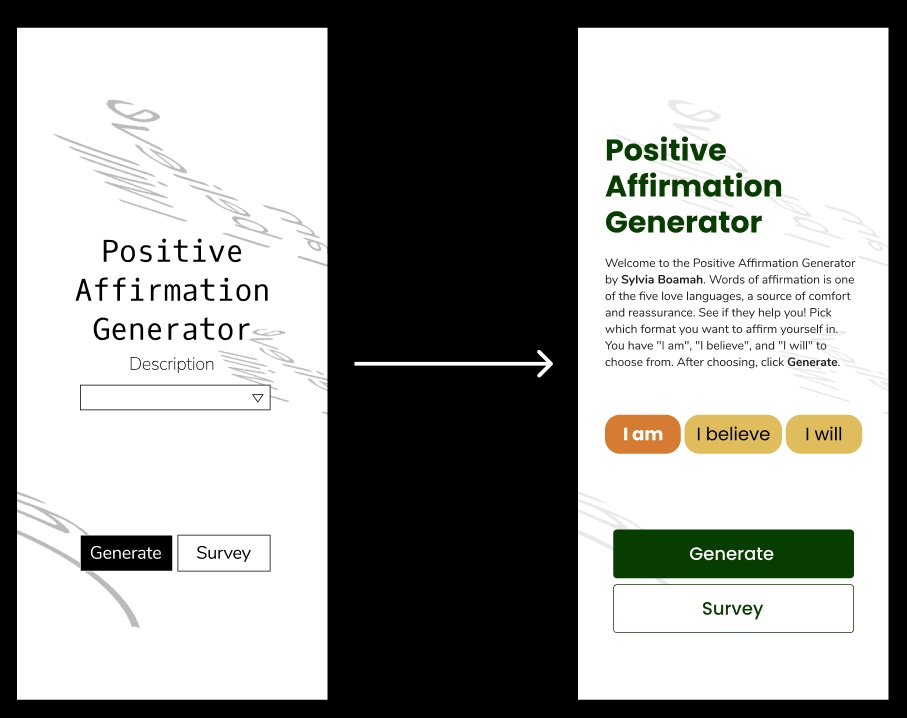 Positive
Affirmation
Generator
Description
Generate
Survey
Positive
Affirmation
Generator
Welcome to the Positive Affirmation Generator
by Sylvia Boamah. Words of affirmation is one
of the five love languages, a source of comfort
and reassurance. See if they help you! Pick
which format you want to affirm yourself in.
You have "I am", "I believe", and "I will" to
choose from. After choosing, click Generate.
I am
I believe
I will
Generate
Survey